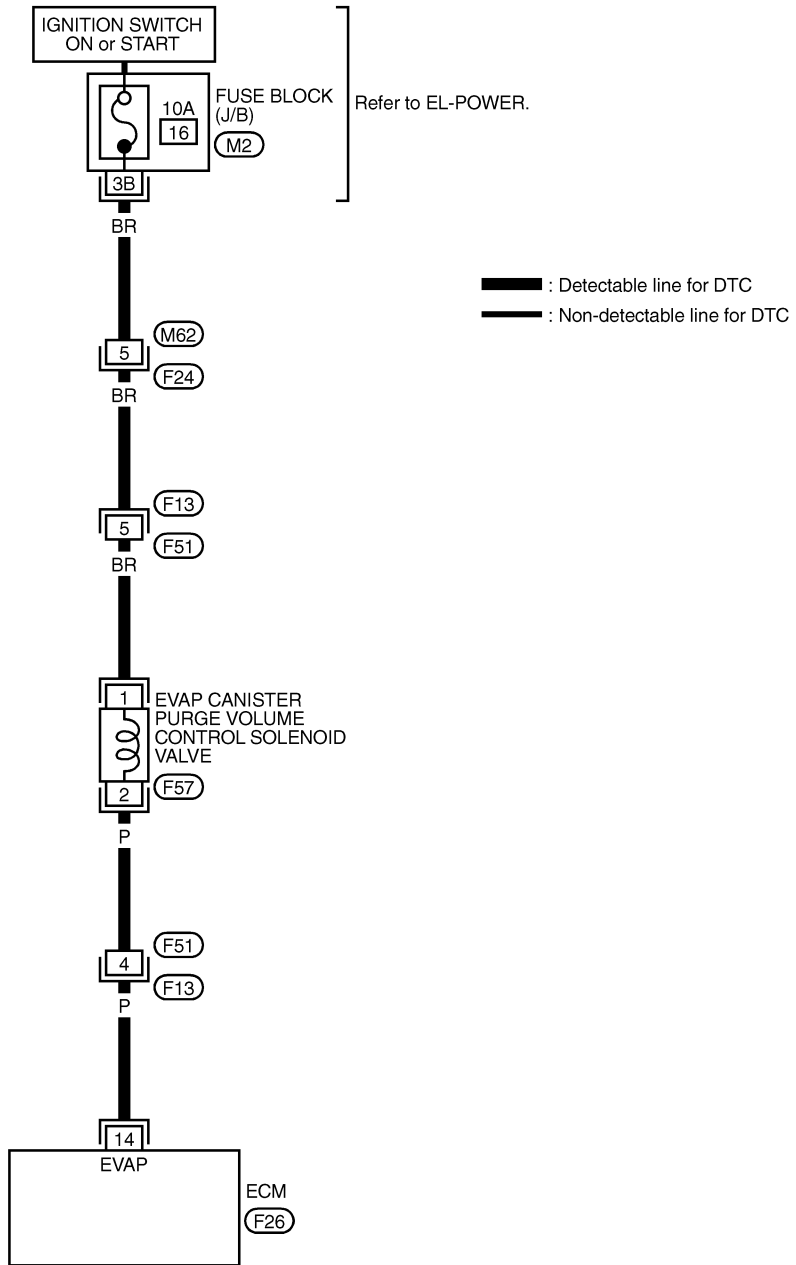 IGNITION SWITCH
ON or START
FUSE BLOCK
(J/B)
10A
16
M2
Refer to EL-POWER.
3B
BR
: Detectable line for DTC
: Non-detectable line for DTC
M62
5
F24
BR
F13
5
F51
BR
1
EVAP CANISTER
PURGE VOLUME
CONTROL SOLENOID
VALVE
F57
2
P
F51
4
F13
P
14
EVAP
ECM
F26